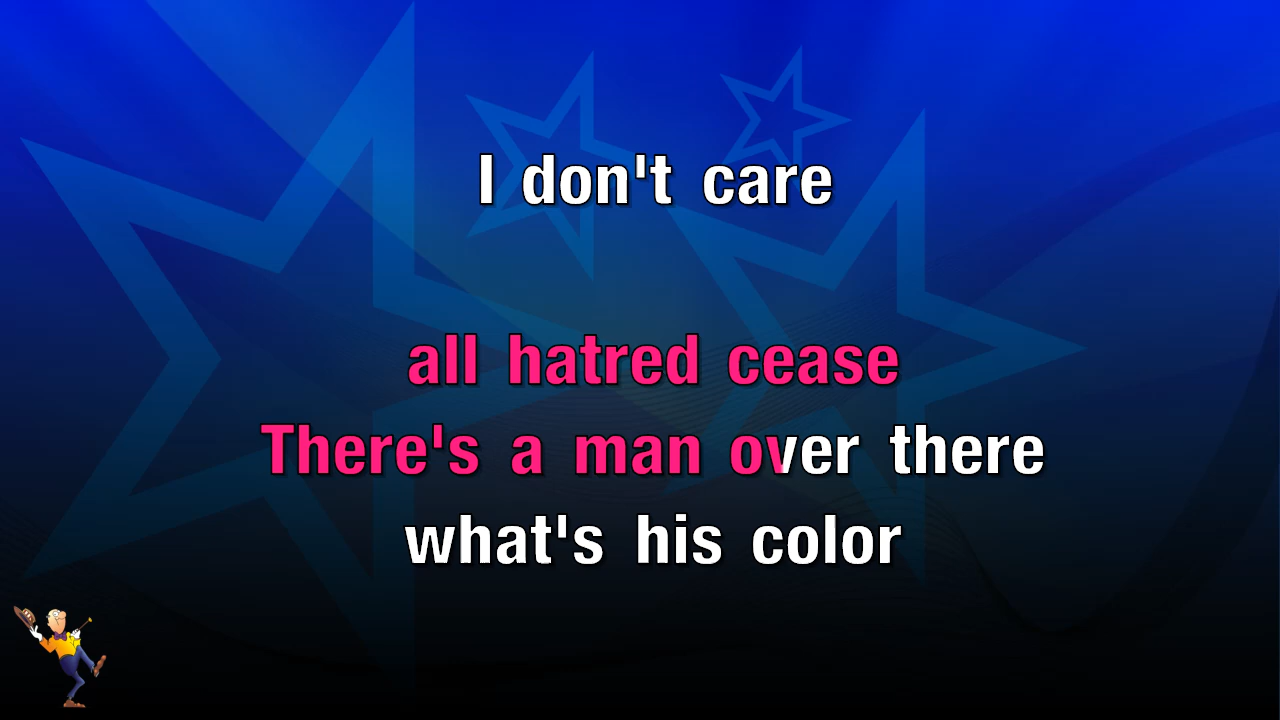 I don't care
all hatred cease
There's a man over there
what's his color